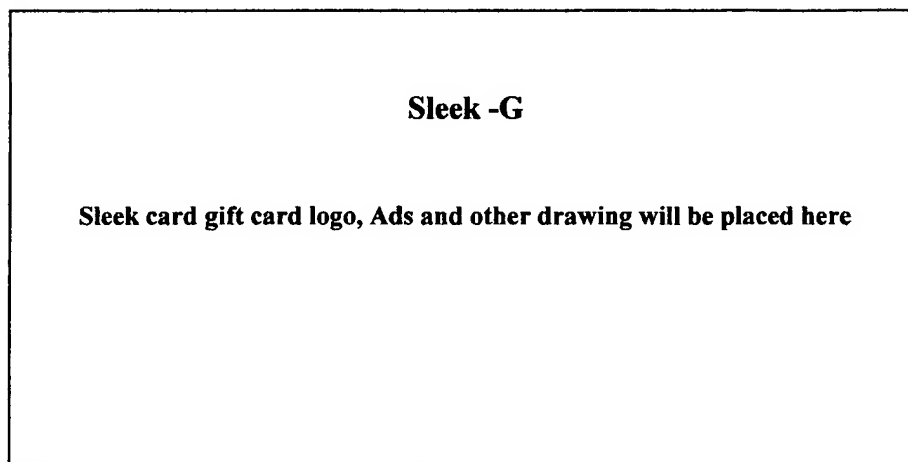 Sleek -G
Sleek card gift card logo, Ads and other drawing will be placed here